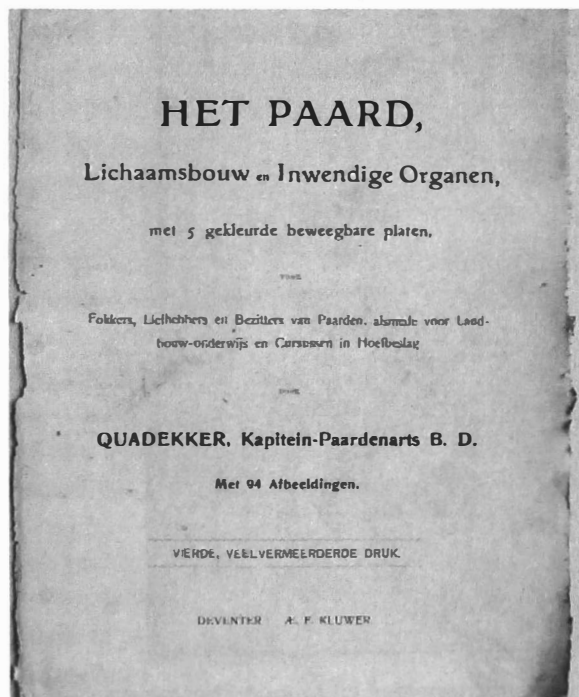 HET PAARD,
Lichaamsbouw en Inwendige Organen,
met 5 gekleurde beweegbare platen,
voor
Fokkers, Liefhebbers en Bezitters van Paarden, alsmede voor Land-
bouw-onderwijs en Cursussen in Hoefbeslag
door
QUADEKKER, Kapitein-Paardenarts B. D.
Met 94 Afbeeldingen.
VIERDE, VEELVERMEERDERDE DRUK.
DEVENTER Æ. E. KLUWER